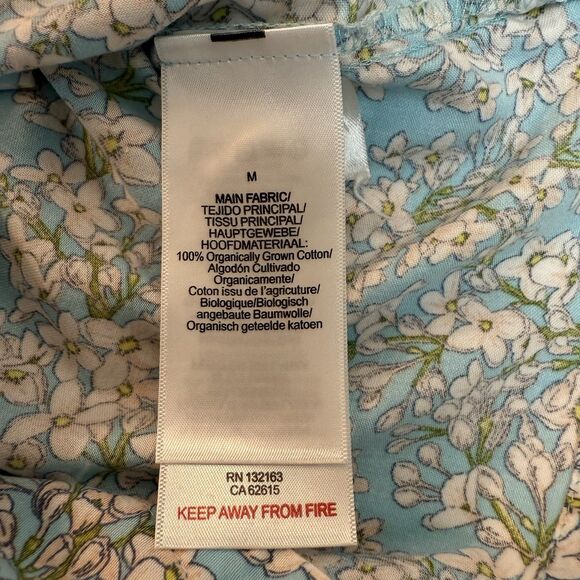 M
MAIN FABRIC/
TEJIDO PRINCIPAL/
TISSU PRINCIPAL/
HAUPTGEWEBE/
HOOFDMATERIAAL:
100% Organically Grown Cotton/
Algodón Cultivado
Organicamente/
Coton issu de l'agricuture/
Biologique/Biologisch
angebaute Baumwolle/
Organisch geteelde katoen
RN 132163
CA 62615
KEEP AWAY FROM FIRE